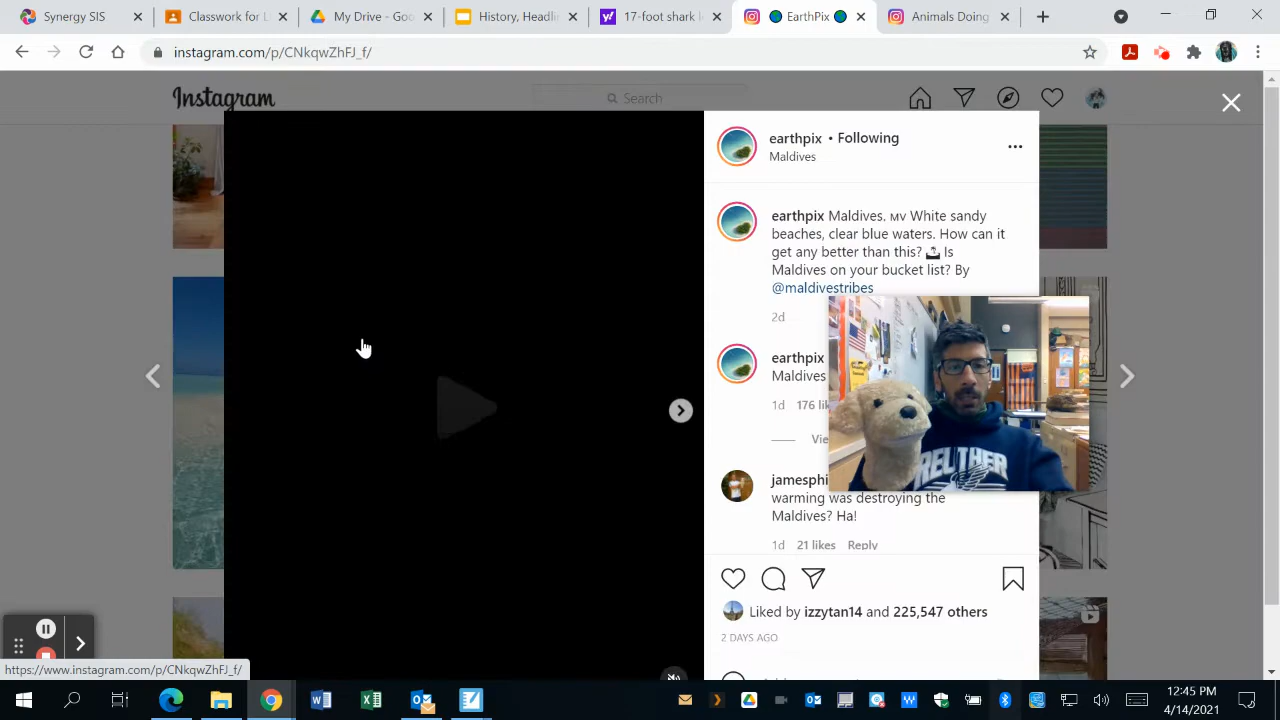 Synergy SIS
Classroom for L
My Drive - Goo
History, Headli
17-foot shark
EarthPix
Animals Doing
instagram.com/p/CNkqwZhFJ_f/
Instagram
Search
earthpix • Following
Maldives
earthpix Maldives. MV White sandy
beaches, clear blue waters. How can it
get any better than this? Is
Maldives on your bucket list? By
@maldivestribes
2d
earthpix
Maldives
1d 176 lik
Vie
REUTHER
jamesphi
warming was destroying the
Maldives? Ha!
1d 21 likes Reply
Liked by izzytan14 and 225,547 others
2 DAYS AGO
https://www.instagram.com/p/CNkqwZhFJ_f/
12:45 PM
4/14/2021